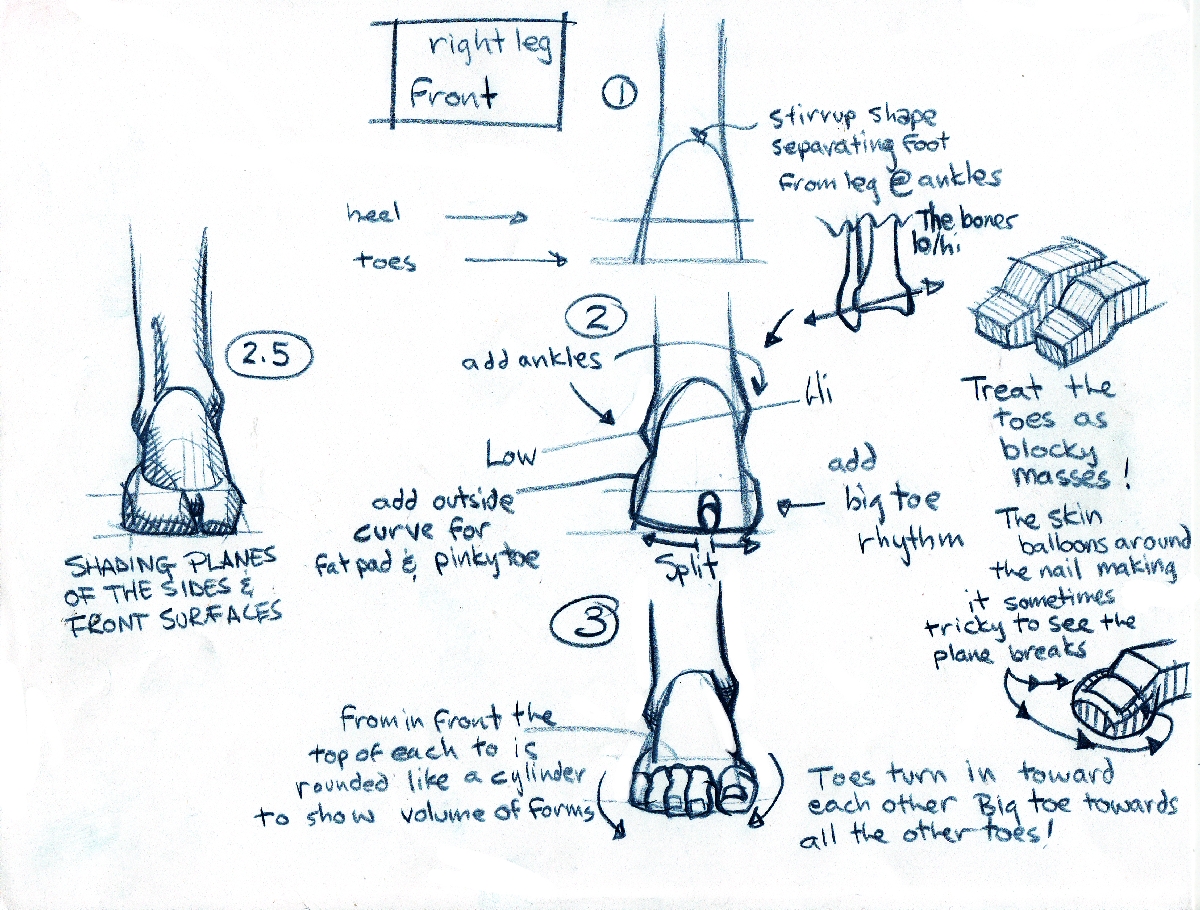 right leg
Front
①
stirrup shape
separating foot
from leg @ ankles
heel
toes
The bones
lo/hi
②
add ankles
Hi
Low
add outside
curve for
fat pad & pinky toe
add
big toe
rhythm
Split
2.5
SHADING PLANES
OF THE SIDES &
FRONT SURFACES
Treat the
toes as
blocky
masses!
The skin
balloons around
the nail making
it sometimes
tricky to see the
plane breaks
③
From in front the
top of each to is
rounded like a cylinder
to show volume of forms
Toes turn in toward
each other Big toe towards
all the other toes!